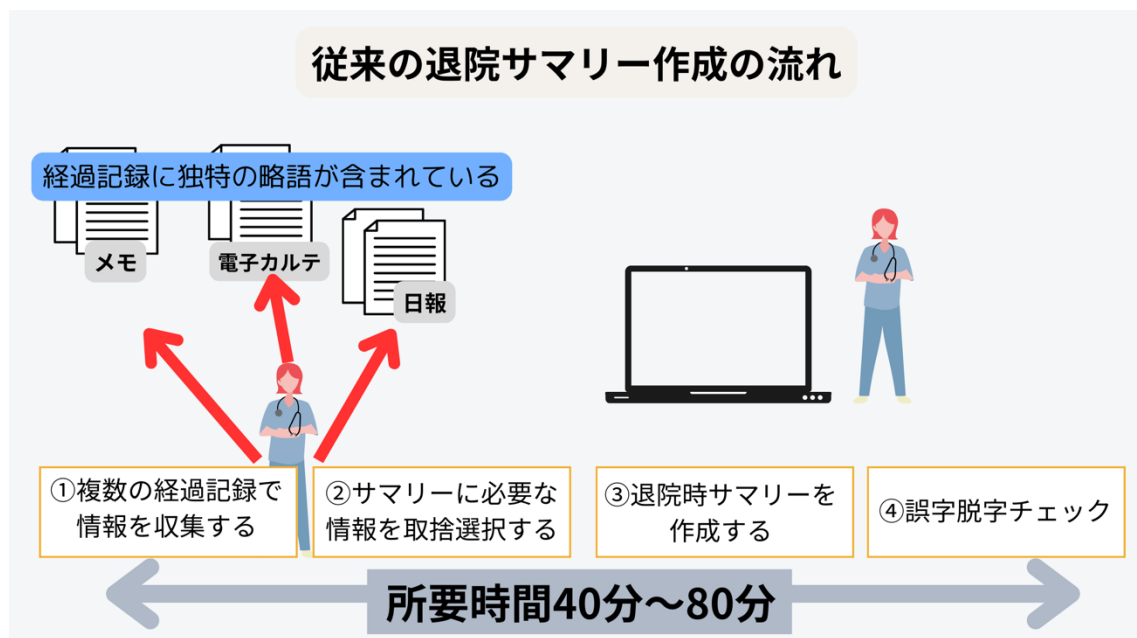 従来の退院サマリー作成の流れ
経過記録に独特の略語が含まれている
メモ
電子カルテ
日報
①複数の経過記録で
情報を収集する
②サマリーに必要な
情報を取捨選択する
③退院時サマリーを
作成する
④誤字脱字チェック
所要時間40分～80分